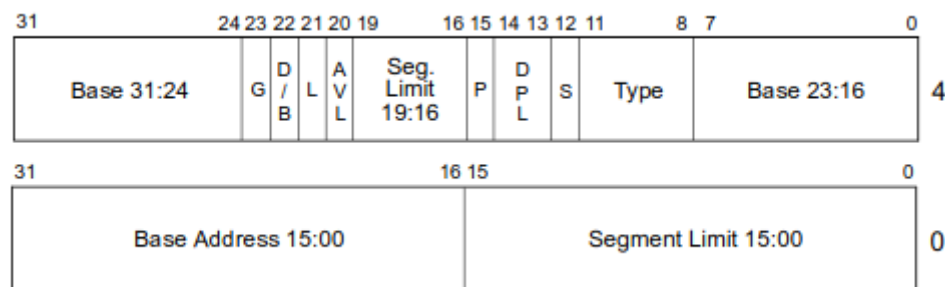 31 24 23 22 21 20 19 16 15 14 13 12 11 8 7 0
Base 31:24 G D/B L AVL Seg. Limit 19:16 P DPL S Type Base 23:16 4
31 16 15 0
Base Address 15:00 Segment Limit 15:00 0